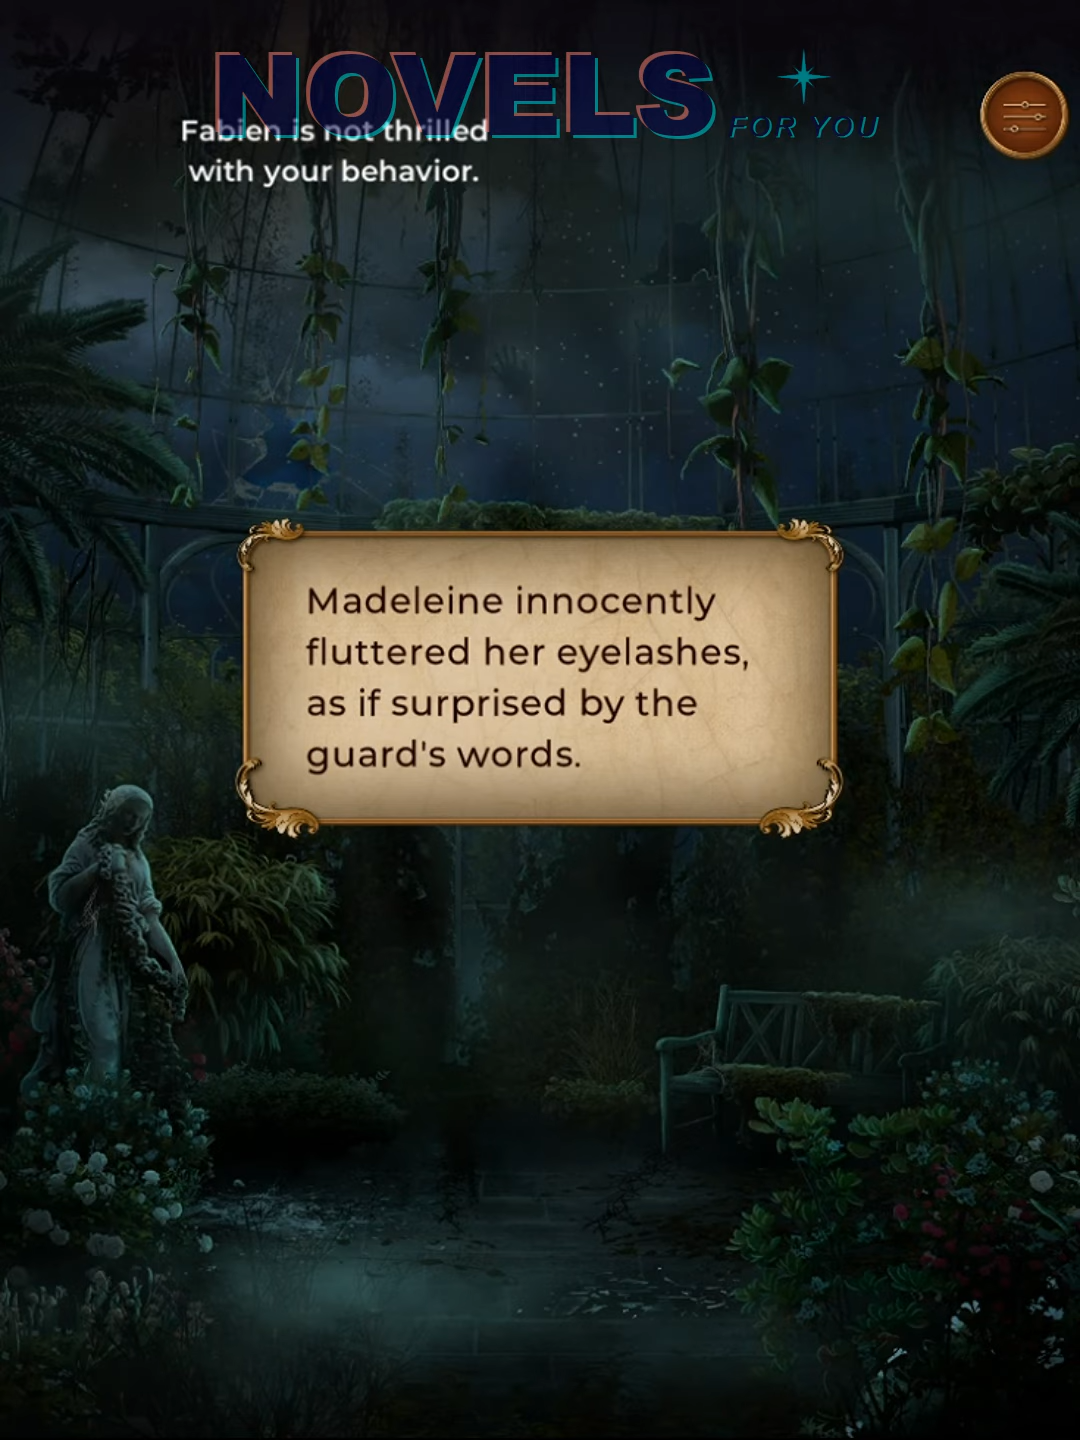 NOVELS
FOR YOU
Fabien is not thrilled
with your behavior.
Madeleine innocently
fluttered her eyelashes,
as if surprised by the
guard's words.